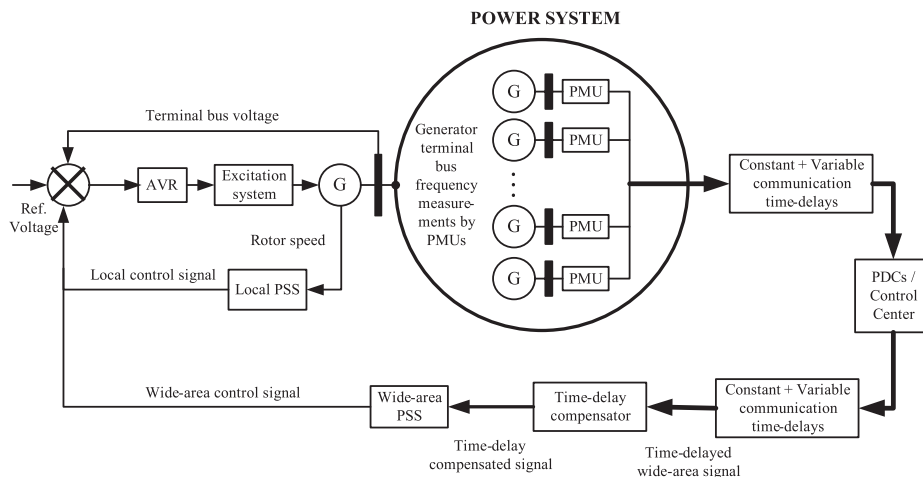 POWER SYSTEM
Terminal bus voltage
Ref.
Voltage
AVR
Excitation
system
G
Rotor speed
Local control signal
Local PSS
Generator
terminal
bus
frequency
measure-
ments by
PMUs
G
PMU
G
PMU
G
PMU
G
PMU
Constant + Variable
communication
time-delays
PDCs /
Control
Center
Constant + Variable
communication
time-delays
Time-delayed
wide-area signal
Time-delay
compensator
Time-delay
compensated signal
Wide-area
PSS
Wide-area control signal